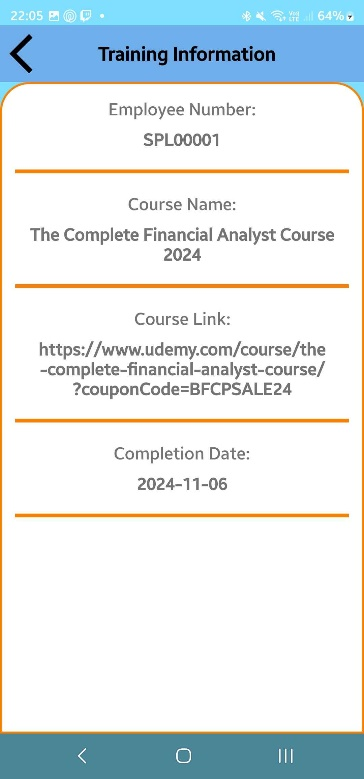 22:05
64%
Training Information
Employee Number:
SPL00001
Course Name:
The Complete Financial Analyst Course
2024
Course Link:
https://www.udemy.com/course/the
-complete-financial-analyst-course/
?couponCode=BFCPSALE24
Completion Date:
2024-11-06